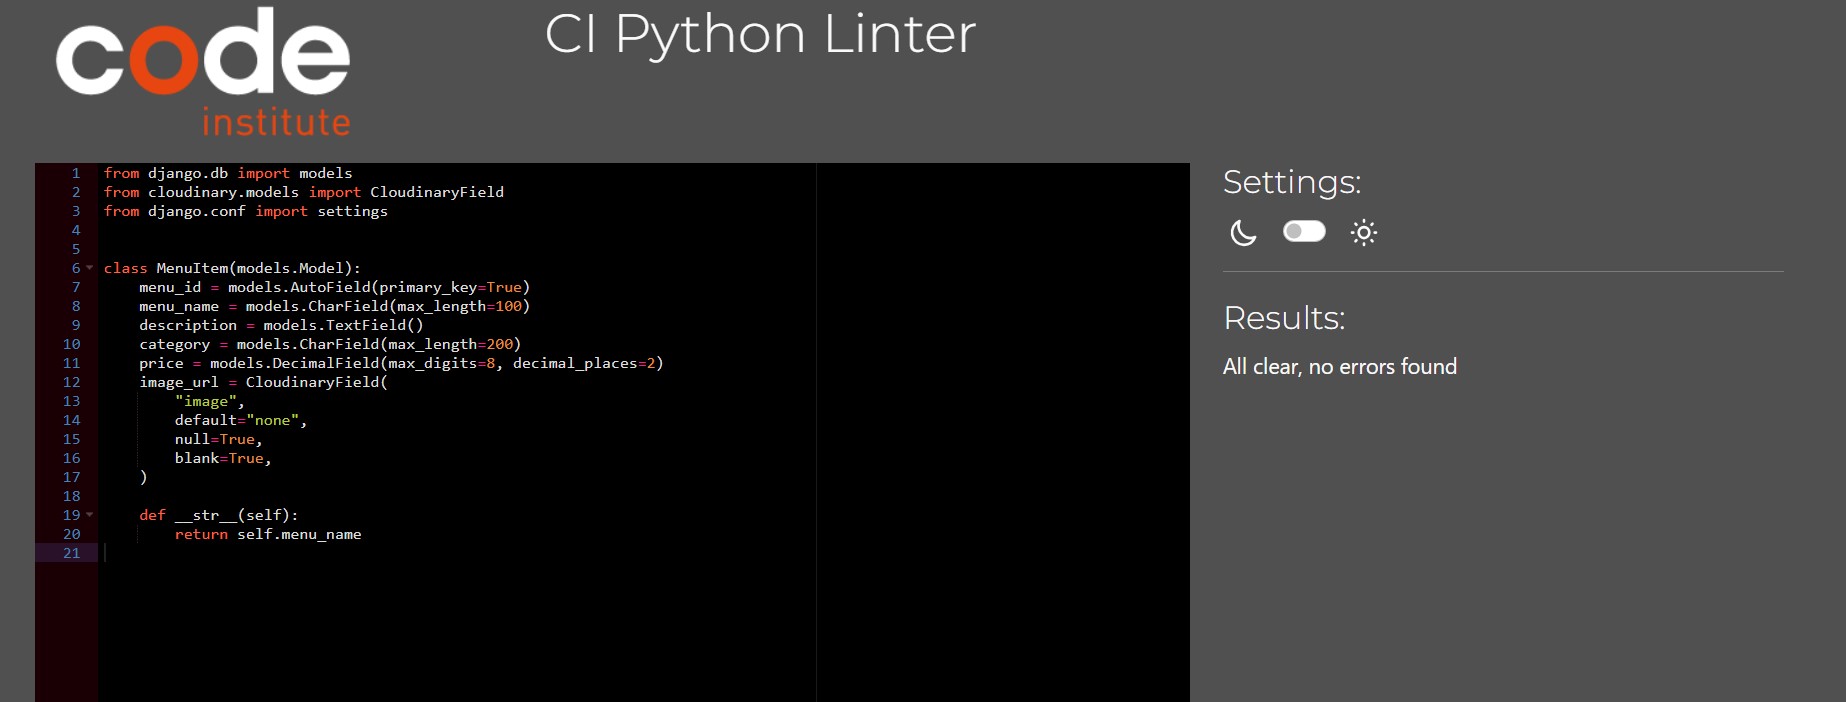 code
institute
CI Python Linter
1 from django.db import models
2 from cloudinary.models import CloudinaryField
3 from django.conf import settings
4
5
6 class MenuItem(models.Model):
7     menu_id = models.AutoField(primary_key=True)
8     menu_name = models.CharField(max_length=100)
9     description = models.TextField()
10     category = models.CharField(max_length=200)
11     price = models.DecimalField(max_digits=8, decimal_places=2)
12     image_url = CloudinaryField(
13         "image",
14         default="none",
15         null=True,
16         blank=True,
17     )
18
19     def __str__(self):
20         return self.menu_name
21
Settings:
Results:
All clear, no errors found